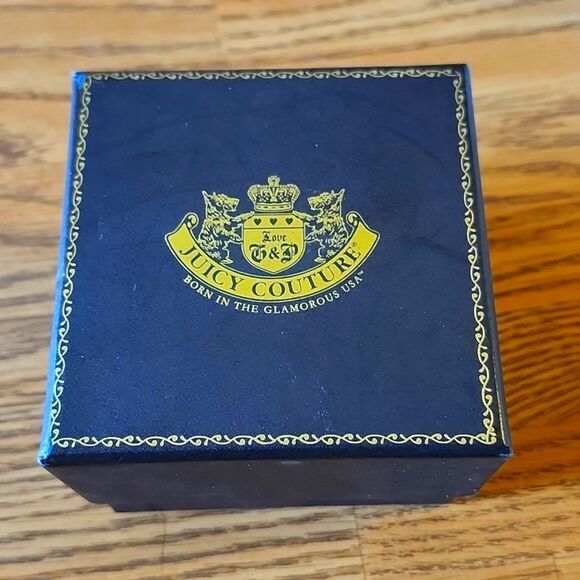 Love
G&P
JUICY COUTURE®
BORN IN THE GLAMOROUS USA™